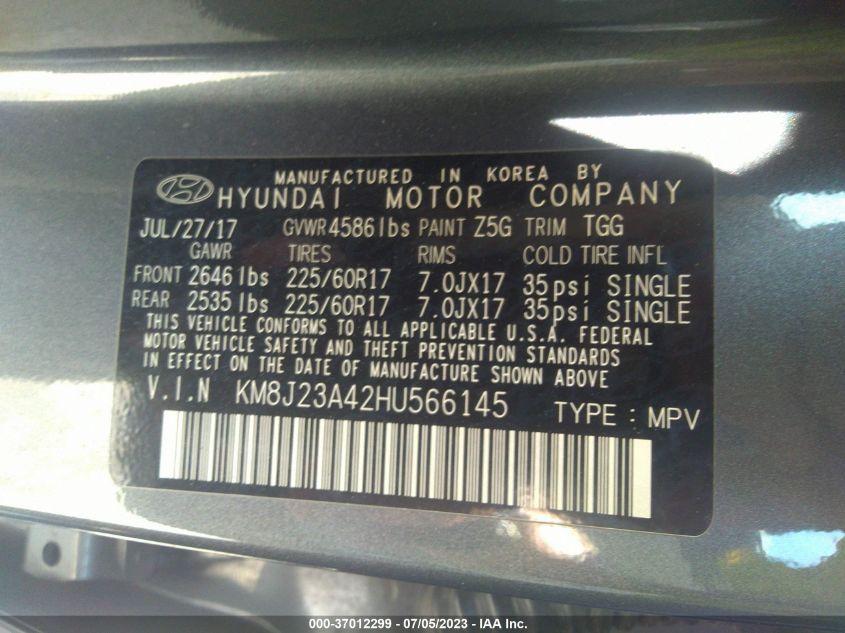 MANUFACTURED IN KOREA BY
HYUNDAI MOTOR COMPANY
JUL/27/17 GVWR 4586lbs PAINT Z5G TRIM TGG
GAWR TIRES RIMS COLD TIRE INFL
FRONT 2646lbs 225/60R17 7.0JX17 35psi SINGLE
REAR 2535lbs 225/60R17 7.0JX17 35psi SINGLE
THIS VEHICLE CONFORMS TO ALL APPLICABLE U.S.A. FEDERAL
MOTOR VEHICLE SAFETY AND THEFT PREVENTION STANDARDS
IN EFFECT ON THE DATE OF MANUFACTURE SHOWN ABOVE
V.I.N KM8J23A42HU566145 TYPE : MPV
000-37012299 - 07/05/2023 - IAA Inc.